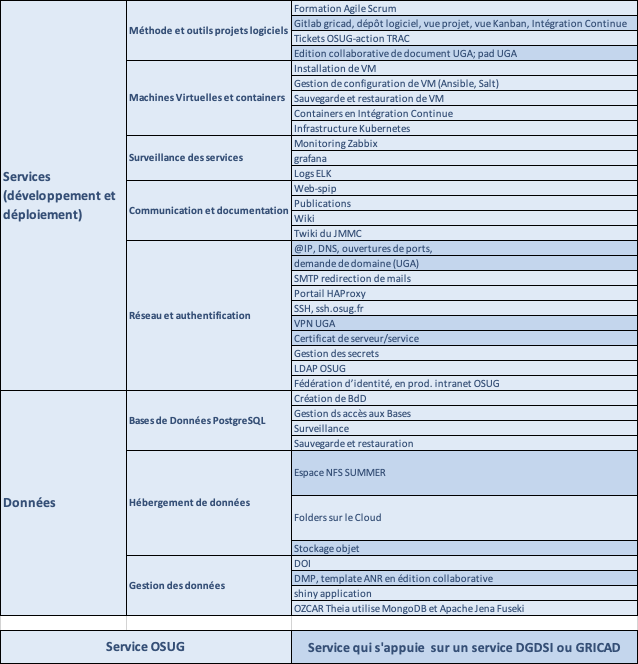 Services
(développement et
déploiement)
Méthode et outils projets logiciels
Formation Agile Scrum
Gitlab gricad, dépôt logiciel, vue projet, vue Kanban, Intégration Continue
Tickets OSUG-action TRAC
Edition collaborative de document UGA; pad UGA
Machines Virtuelles et containers
Installation de VM
Gestion de configuration de VM (Ansible, Salt)
Sauvegarde et restauration de VM
Containers en Intégration Continue
Infrastructure Kubernetes
Surveillance des services
Monitoring Zabbix
grafana
Logs ELK
Communication et documentation
Web-spip
Publications
Wiki
Twiki du JMMC
Réseau et authentification
@IP, DNS, ouvertures de ports,
demande de domaine (UGA)
SMTP redirection de mails
Portail HAProxy
SSH, ssh.osug.fr
VPN UGA
Certificat de serveur/service
Gestion des secrets
LDAP OSUG
Fédération d'identité, en prod. intranet OSUG
Données
Bases de Données PostgreSQL
Création de BdD
Gestion ds accès aux Bases
Surveillance
Sauvegarde et restauration
Hébergement de données
Espace NFS SUMMER
Folders sur le Cloud
Stockage objet
Gestion des données
DOI
DMP, template ANR en édition collaborative
shiny application
OZCAR Theia utilise MongoDB et Apache Jena Fuseki
Service OSUG
Service qui s'appuie sur un service DGDSI ou GRICAD